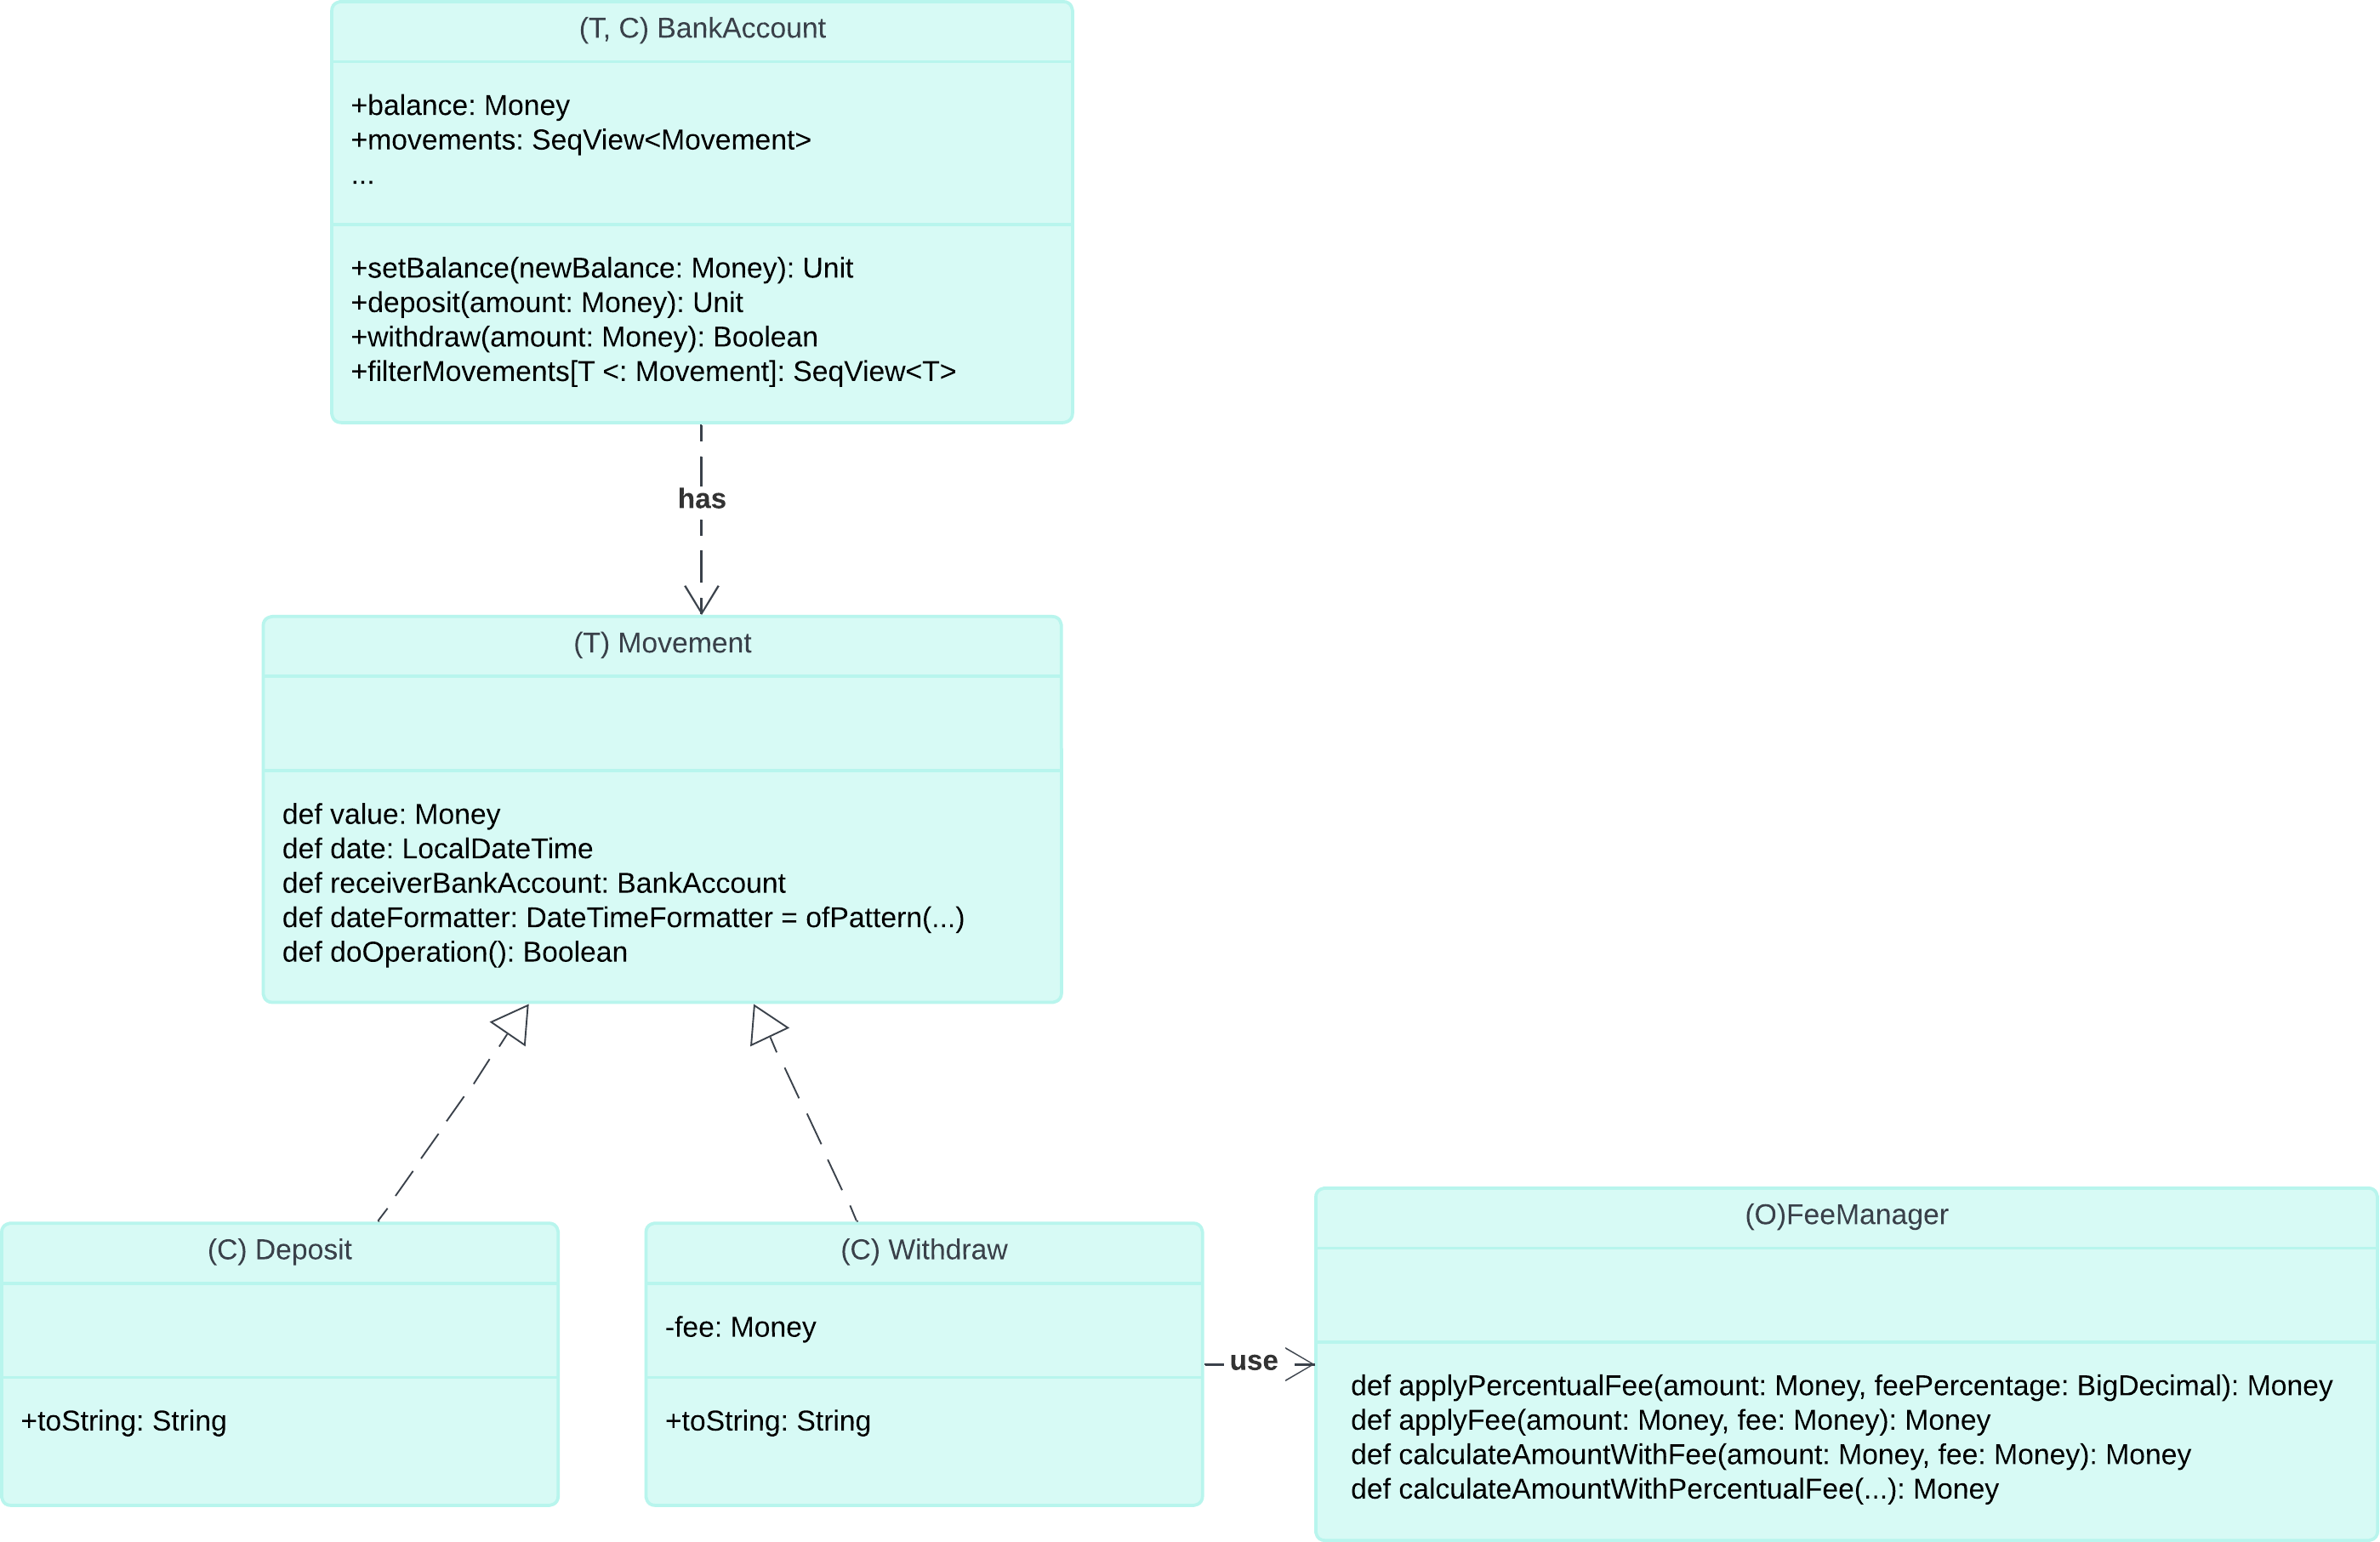 (T, C) BankAccount
+balance: Money
+movements: SeqView<Movement>
...
+setBalance(newBalance: Money): Unit
+deposit(amount: Money): Unit
+withdraw(amount: Money): Boolean
+filterMovements[T <: Movement]: SeqView<T>
has
(T) Movement
def value: Money
def date: LocalDateTime
def receiverBankAccount: BankAccount
def dateFormatter: DateTimeFormatter = ofPattern(...)
def doOperation(): Boolean
(C) Deposit
+toString: String
(C) Withdraw
-fee: Money
+toString: String
use
(O)FeeManager
def applyPercentualFee(amount: Money, feePercentage: BigDecimal): Money
def applyFee(amount: Money, fee: Money): Money
def calculateAmountWithFee(amount: Money, fee: Money): Money
def calculateAmountWithPercentualFee(...): Money